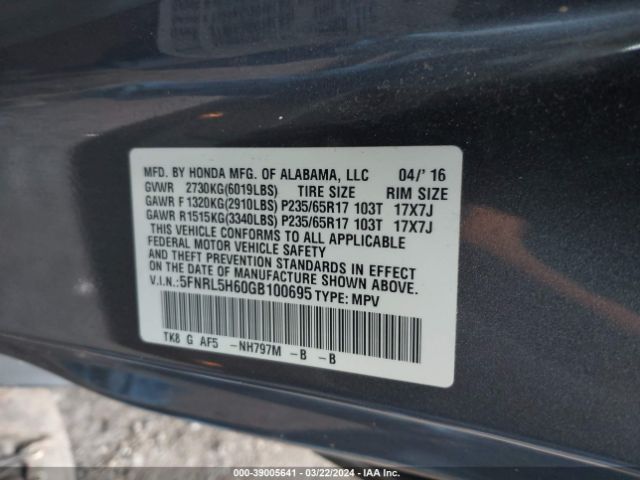 MFD. BY HONDA MFG. OF ALABAMA, LLC 04/' 16
GVWR 2730KG(6019LBS) TIRE SIZE RIM SIZE
GAWR F 1320KG(2910LBS) P235/65R17 103T 17X7J
GAWR R 1515KG(3340LBS) P235/65R17 103T 17X7J
THIS VEHICLE CONFORMS TO ALL APPLICABLE
FEDERAL MOTOR VEHICLE SAFETY
AND THEFT PREVENTION STANDARDS IN EFFECT
ON THE DATE OF MANUFACTURE SHOWN ABOVE.
V.I.N.:5FNRL5H60GB100695 TYPE: MPV
TK8 G AF5 -NH797M -B -B
000-39005641 - 03/22/2024 - IAA Inc.